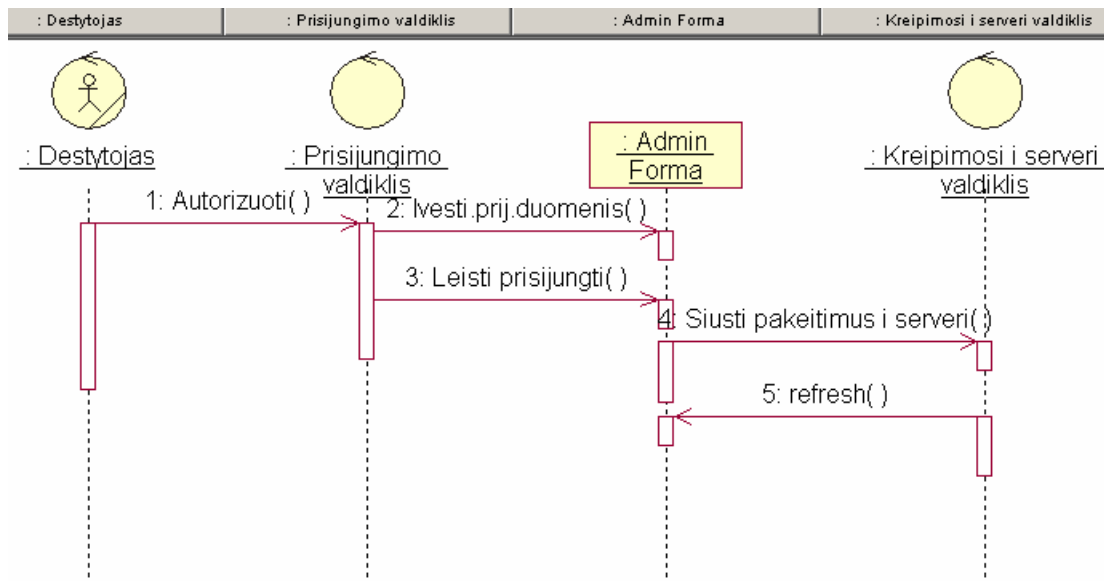 : Destytojas
: Prisijungimo valdiklis
: Admin Forma
: Kreipimosi i serveri valdiklis
: Destytojas
: Prisijungimo
valdiklis
: Admin
Forma
: Kreipimosi i serveri
valdiklis
1: Autorizuoti( )
2: Ivesti.prij.duomenis( )
3: Leisti prisijungti( )
4: Siusti pakeitimus i serveri( )
5: refresh( )